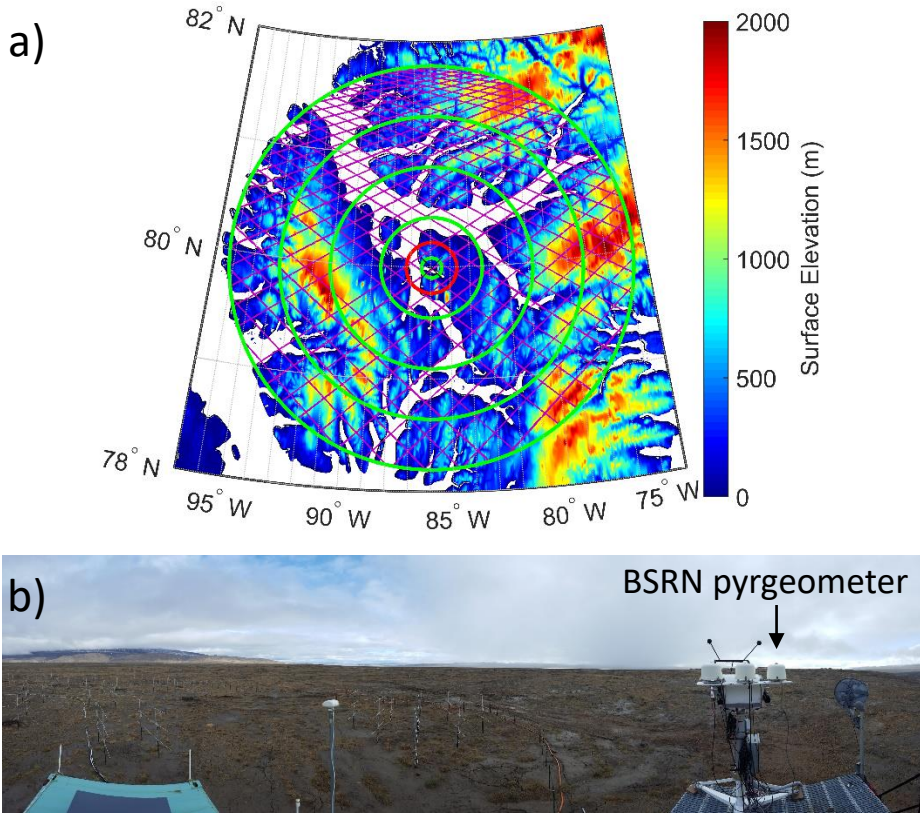 a)
82° N
80° N
78° N
95° W
90° W
85° W
80° W
75° W
2000
1500
1000
500
0
Surface Elevation (m)
b)
BSRN pyrgeometer